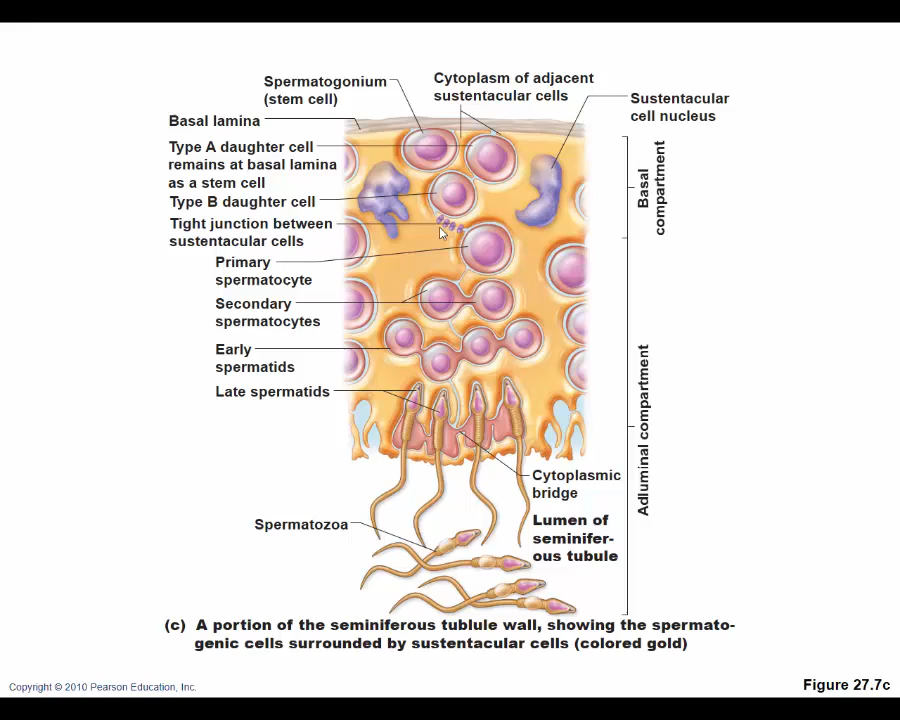 Spermatogonium
(stem cell)
Cytoplasm of adjacent
sustentacular cells
Sustentacular
cell nucleus
Basal lamina
Type A daughter cell
remains at basal lamina
as a stem cell
Type B daughter cell
Tight junction between
sustentacular cells
Primary
spermatocyte
Secondary
spermatocytes
Early
spermatids
Late spermatids
Basal
compartment
Adluminal compartment
Cytoplasmic
bridge
Spermatozoa
Lumen of
seminifer-
ous tubule
(c) A portion of the seminiferous tublule wall, showing the spermato-
genic cells surrounded by sustentacular cells (colored gold)
Copyright © 2010 Pearson Education, Inc.
Figure 27.7c